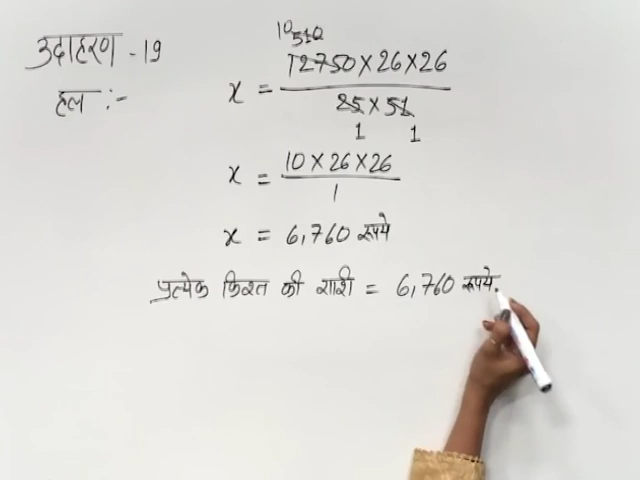 उदाहरण - 19
हल :-
10 510
x = 12750 × 26 × 26
25 × 51
1 1
x = 10 × 26 × 26
1
x = 6,760 रूपये
प्रत्येक किश्त की राशी = 6,760 रूपये.